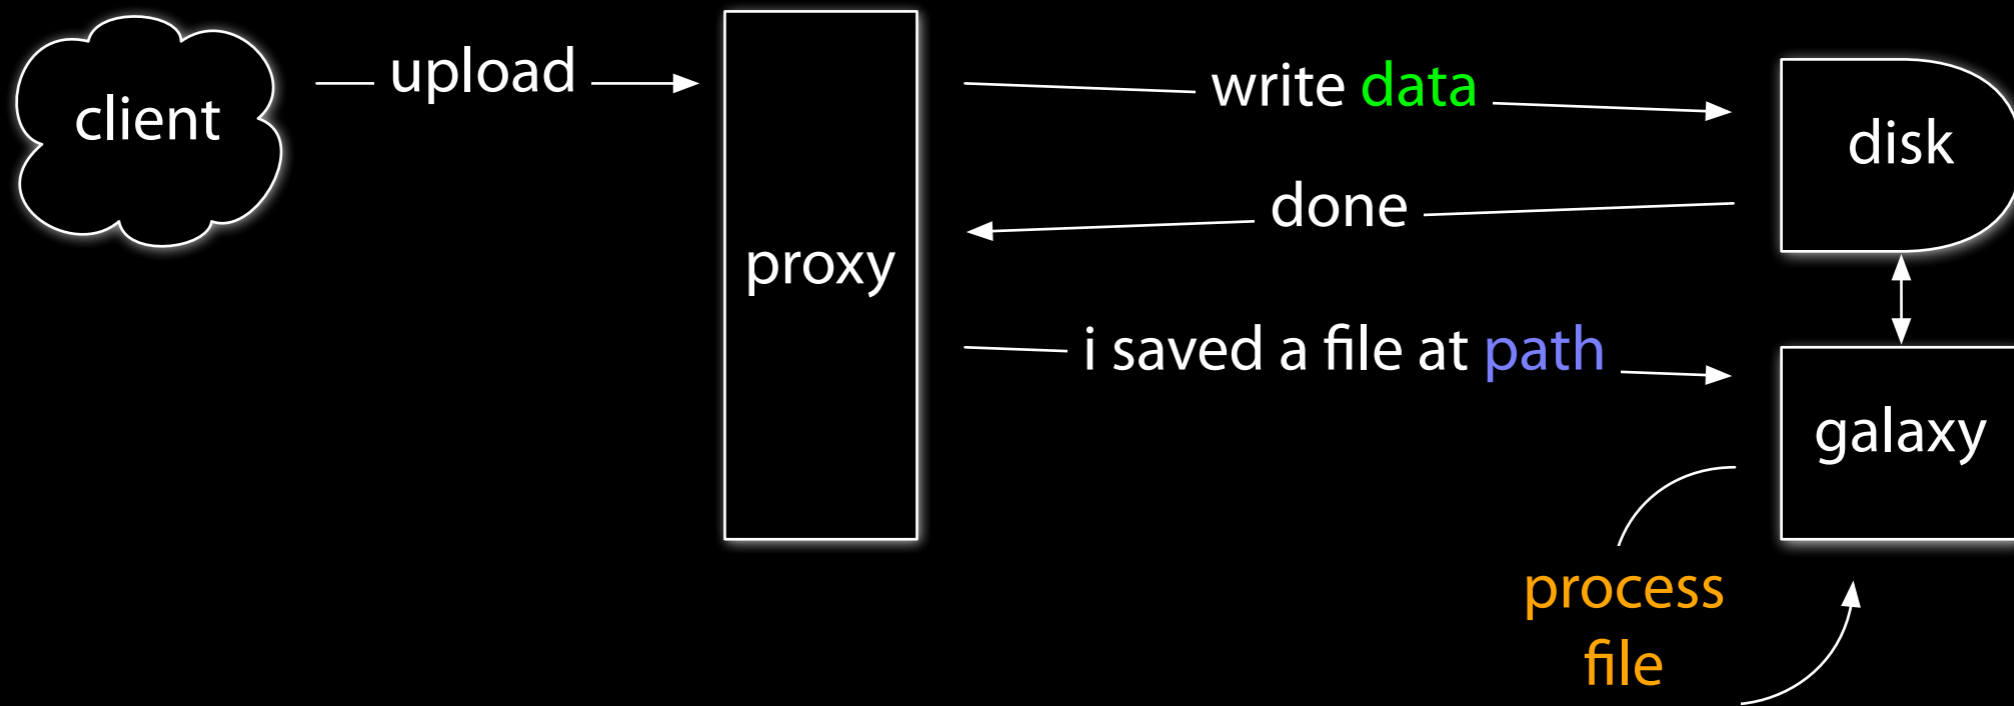 client
upload
proxy
write data
disk
done
i saved a file at path
galaxy
process
file